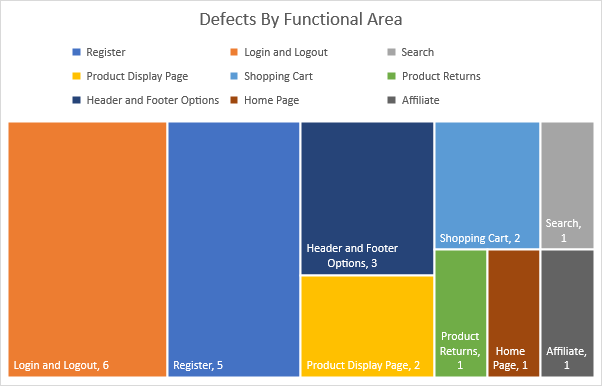 Defects By Functional Area
Register
Login and Logout
Search
Product Display Page
Shopping Cart
Product Returns
Header and Footer Options
Home Page
Affiliate
Login and Logout, 6
Register, 5
Header and Footer
Options, 3
Product Display Page, 2
Shopping Cart, 2
Search,
1
Product
Returns,
1
Home
Page, 1
Affiliate,
1